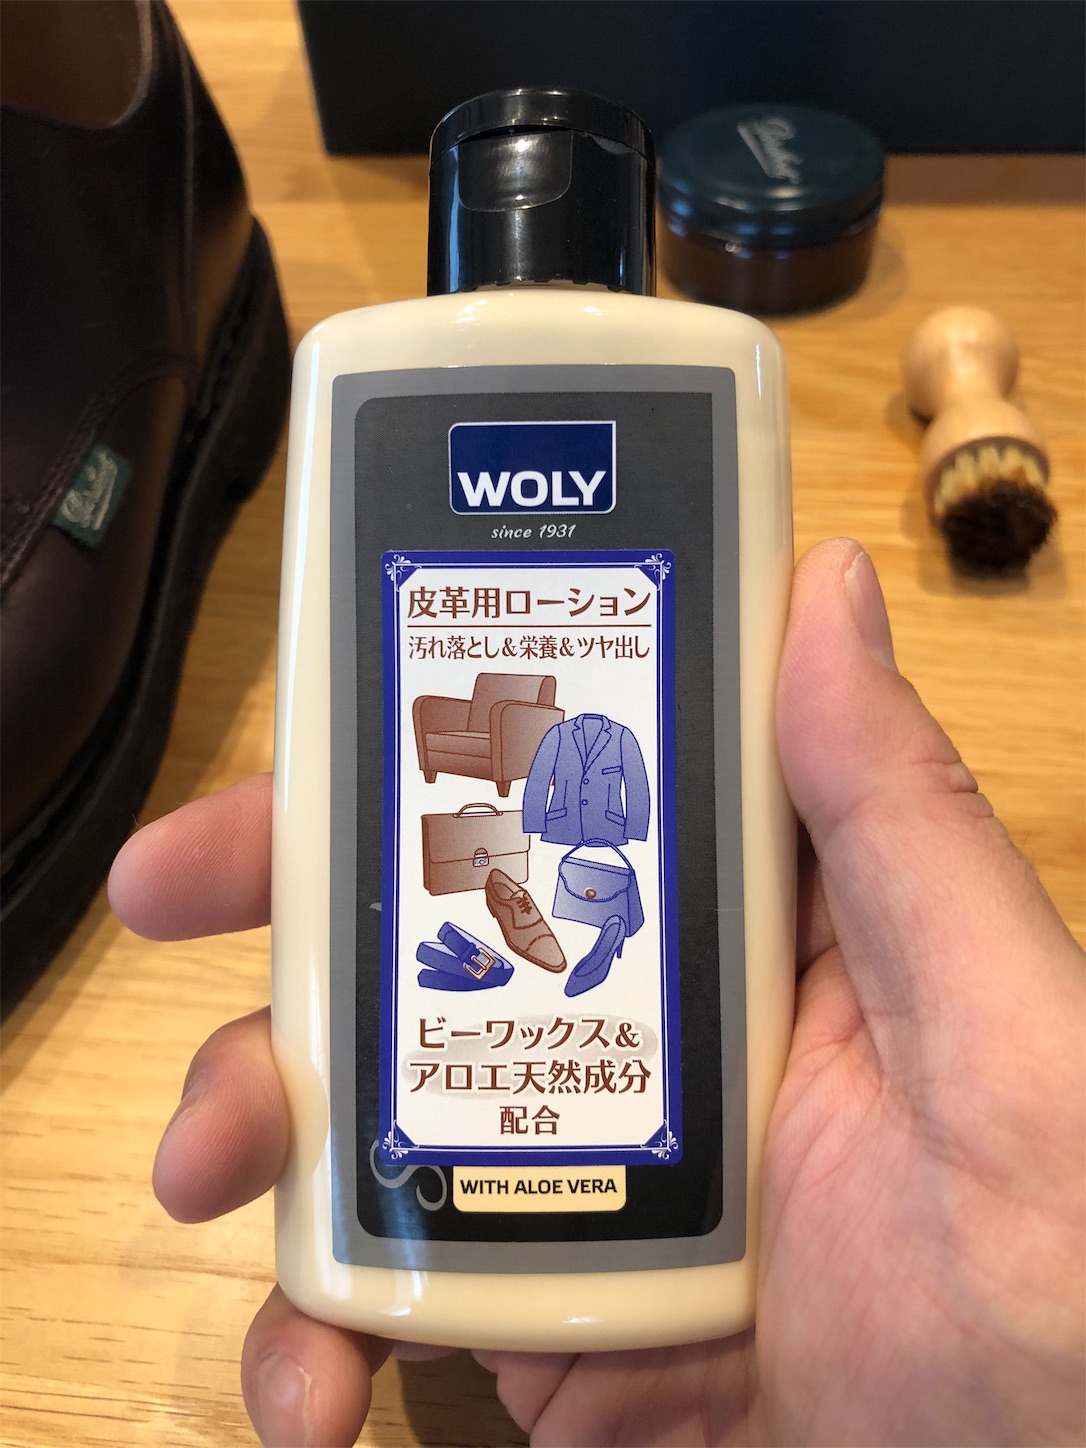 Paraboot
WOLY
since 1931
皮革用ローション
汚れ落とし&栄養&ツヤ出し
ビーワックス&
アロエ天然成分
配合
WITH ALOE VERA
Paraboot